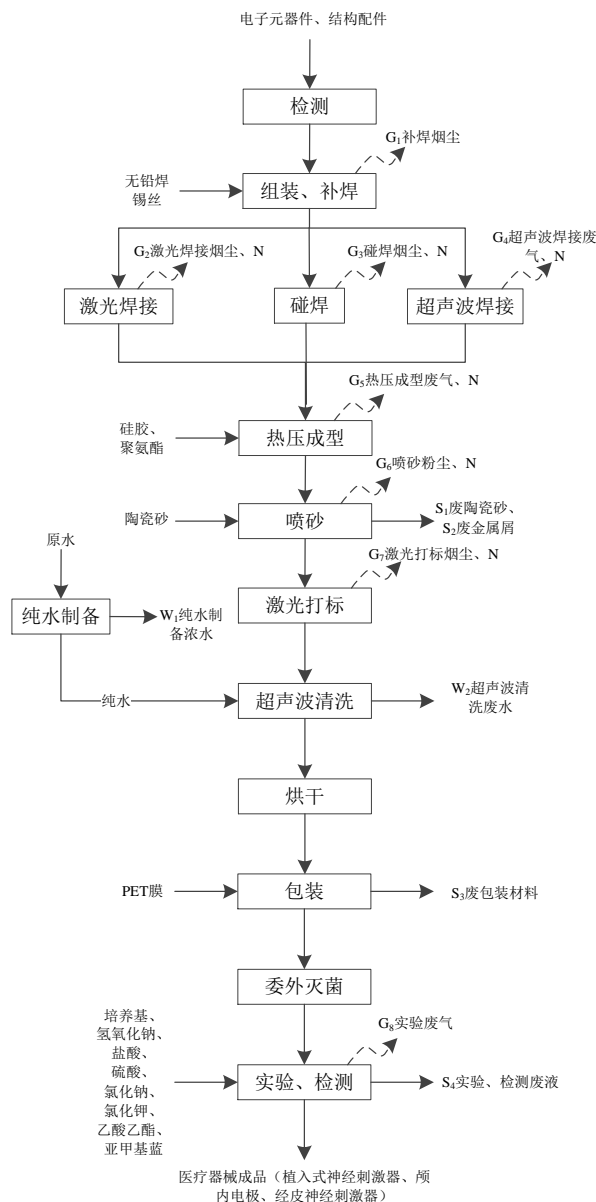 电子元器件、结构配件
检测
G₁补焊烟尘
无铅焊
锡丝
组装、补焊
G₂激光焊接烟尘、N
G₃碰焊烟尘、N
G₄超声波焊接废
气、N
激光焊接
碰焊
超声波焊接
G₅热压成型废气、N
硅胶、
聚氨酯
热压成型
G₆喷砂粉尘、N
陶瓷砂
喷砂
S₁废陶瓷砂、
S₂废金属屑
原水
G₇激光打标烟尘、N
纯水制备
W₁纯水制
备浓水
激光打标
纯水
超声波清洗
W₂超声波清
洗废水
烘干
PET膜
包装
S₃废包装材料
委外灭菌
培养基、
氢氧化钠、
盐酸、
硫酸、
氯化钠、
氯化钾、
乙酸乙酯、
亚甲基蓝
G₈实验废气
实验、检测
S₄实验、检测废液
医疗器械成品（植入式神经刺激器、颅
内电极、经皮神经刺激器）